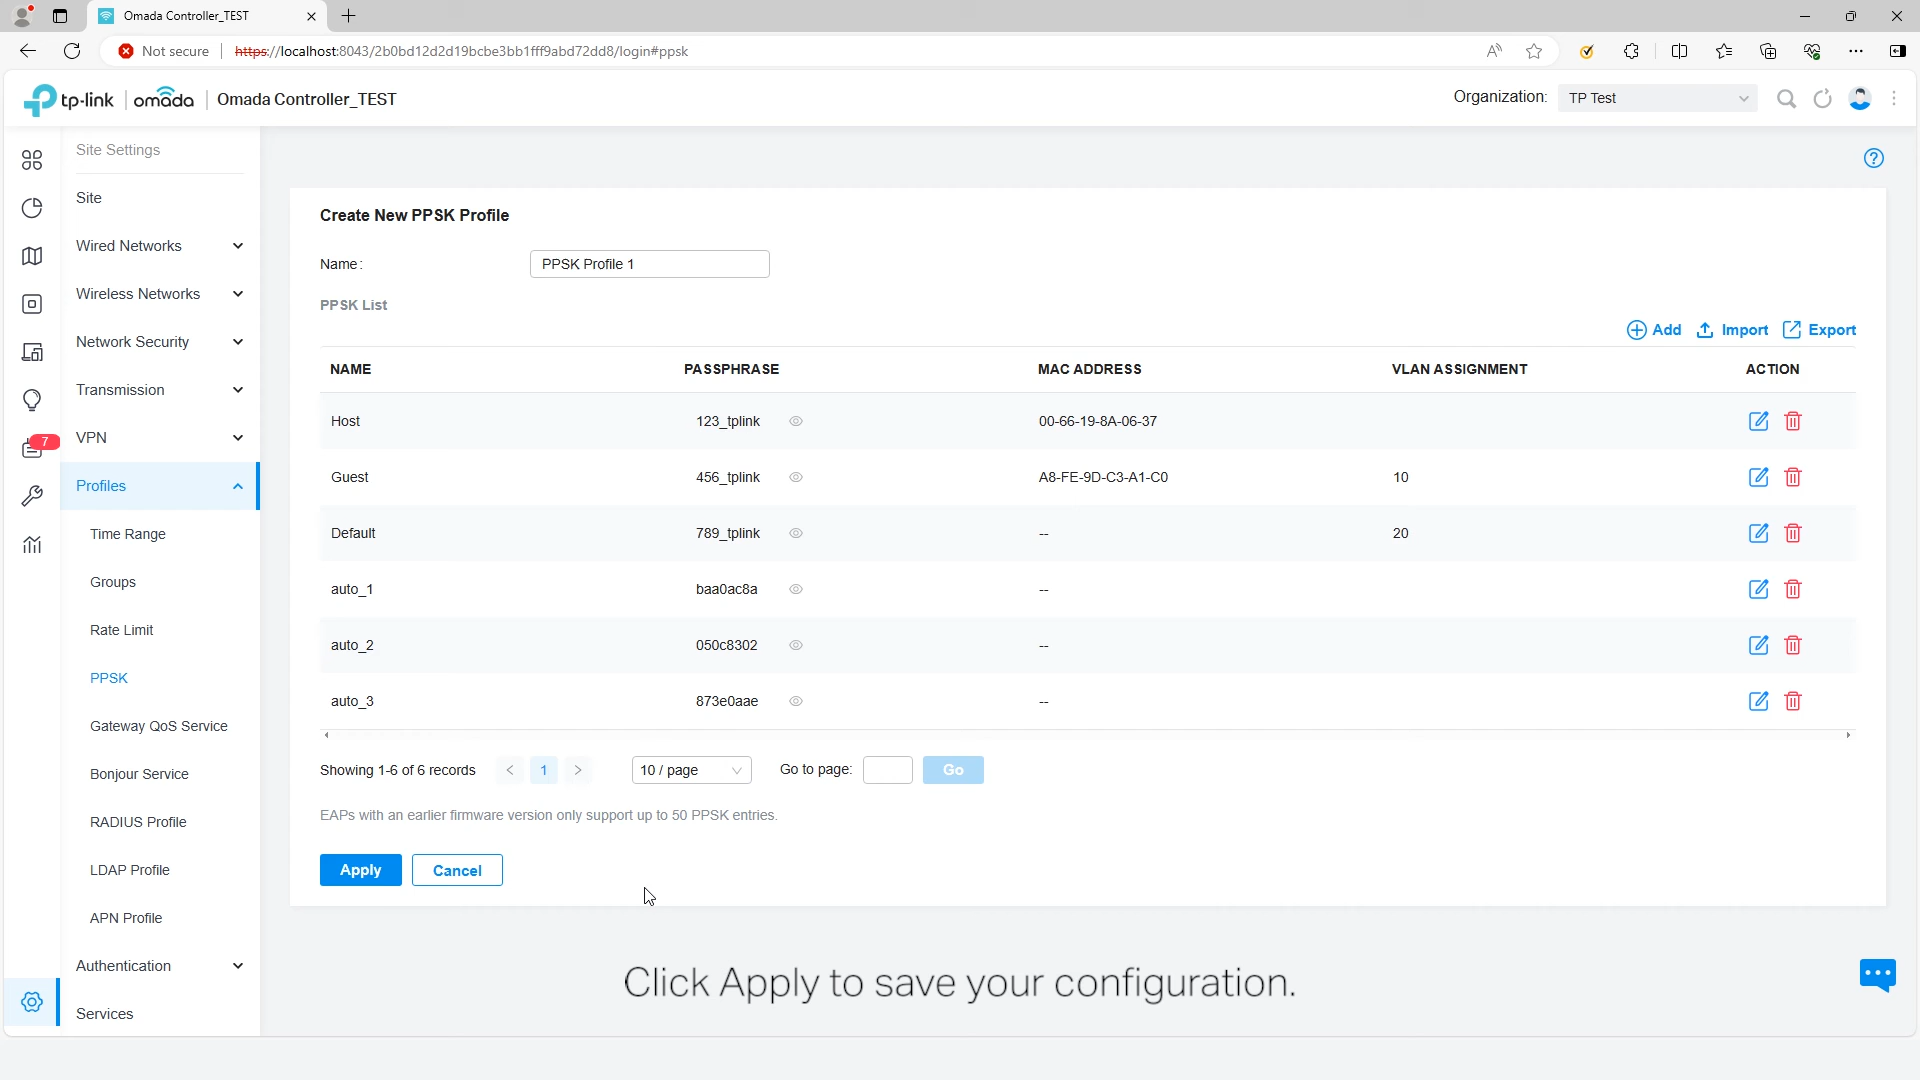 Omada Controller_TEST
Not secure
https://localhost:8043/2b0bd12d2d19bcbe3bb1fff9abd72dd8/login#ppsk
tp-link omada Omada Controller_TEST
Organization: TP Test
Site Settings
Site
Wired Networks
Wireless Networks
Network Security
Transmission
7
VPN
Profiles
Time Range
Groups
Rate Limit
PPSK
Gateway QoS Service
Bonjour Service
RADIUS Profile
LDAP Profile
APN Profile
Authentication
Services
Create New PPSK Profile
Name: PPSK Profile 1
PPSK List
Add Import Export
NAME PASSPHRASE MAC ADDRESS VLAN ASSIGNMENT ACTION
Host 123_tplink 00-66-19-8A-06-37
Guest 456_tplink A8-FE-9D-C3-A1-C0 10
Default 789_tplink -- 20
auto_1 baa0ac8a --
auto_2 050c8302 --
auto_3 873e0aae --
Showing 1-6 of 6 records < 1 > 10 / page Go to page: Go
EAPs with an earlier firmware version only support up to 50 PPSK entries.
Apply Cancel
Click Apply to save your configuration.